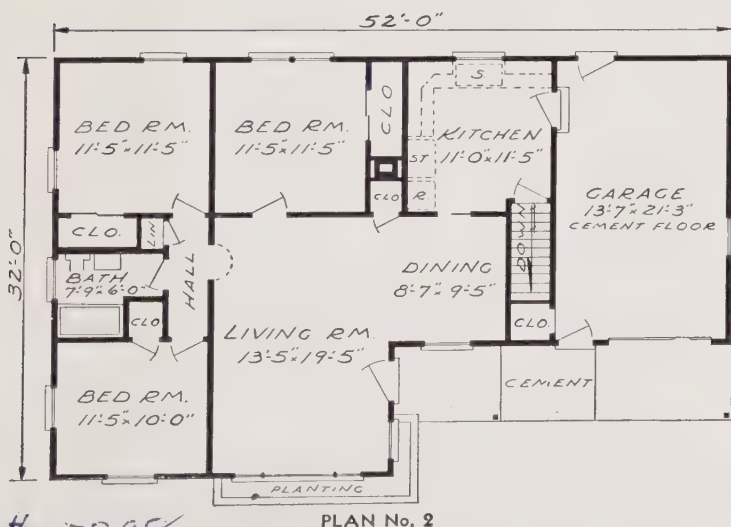 52'-0"
32'-0"
BED RM.
11'-5"x11'-5"
BED RM.
11'-5"x11'-5"
CLO
S
KITCHEN
11'-0"x11'-5"
ST
CLO
R.
GARAGE
13'-7"x21'-3"
CEMENT FLOOR
CLO.
LIN
HALL
BATH
7'-9"x6'-0"
CLO
DINING
8'-7"x9'-5"
DOWN
CLO.
LIVING RM.
13'-5"x19'-5"
BED RM.
11'-5"x10'-0"
CEMENT
PLANTING
PLAN No. 2